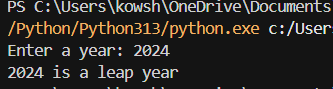 PS C:\Users\kowsh\OneDrive\Documents
/Python/Python313/python.exe c:/User
Enter a year: 2024
2024 is a leap year